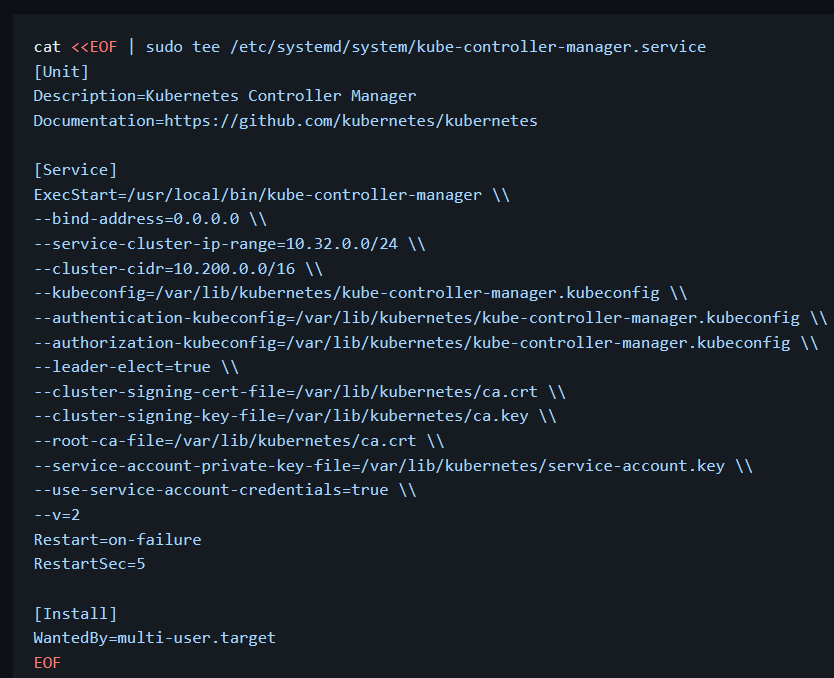 cat <<EOF | sudo tee /etc/systemd/system/kube-controller-manager.service
[Unit]
Description=Kubernetes Controller Manager
Documentation=https://github.com/kubernetes/kubernetes

[Service]
ExecStart=/usr/local/bin/kube-controller-manager \\
--bind-address=0.0.0.0 \\
--service-cluster-ip-range=10.32.0.0/24 \\
--cluster-cidr=10.200.0.0/16 \\
--kubeconfig=/var/lib/kubernetes/kube-controller-manager.kubeconfig \\
--authentication-kubeconfig=/var/lib/kubernetes/kube-controller-manager.kubeconfig \\
--authorization-kubeconfig=/var/lib/kubernetes/kube-controller-manager.kubeconfig \\
--leader-elect=true \\
--cluster-signing-cert-file=/var/lib/kubernetes/ca.crt \\
--cluster-signing-key-file=/var/lib/kubernetes/ca.key \\
--root-ca-file=/var/lib/kubernetes/ca.crt \\
--service-account-private-key-file=/var/lib/kubernetes/service-account.key \\
--use-service-account-credentials=true \\
--v=2
Restart=on-failure
RestartSec=5

[Install]
WantedBy=multi-user.target
EOF